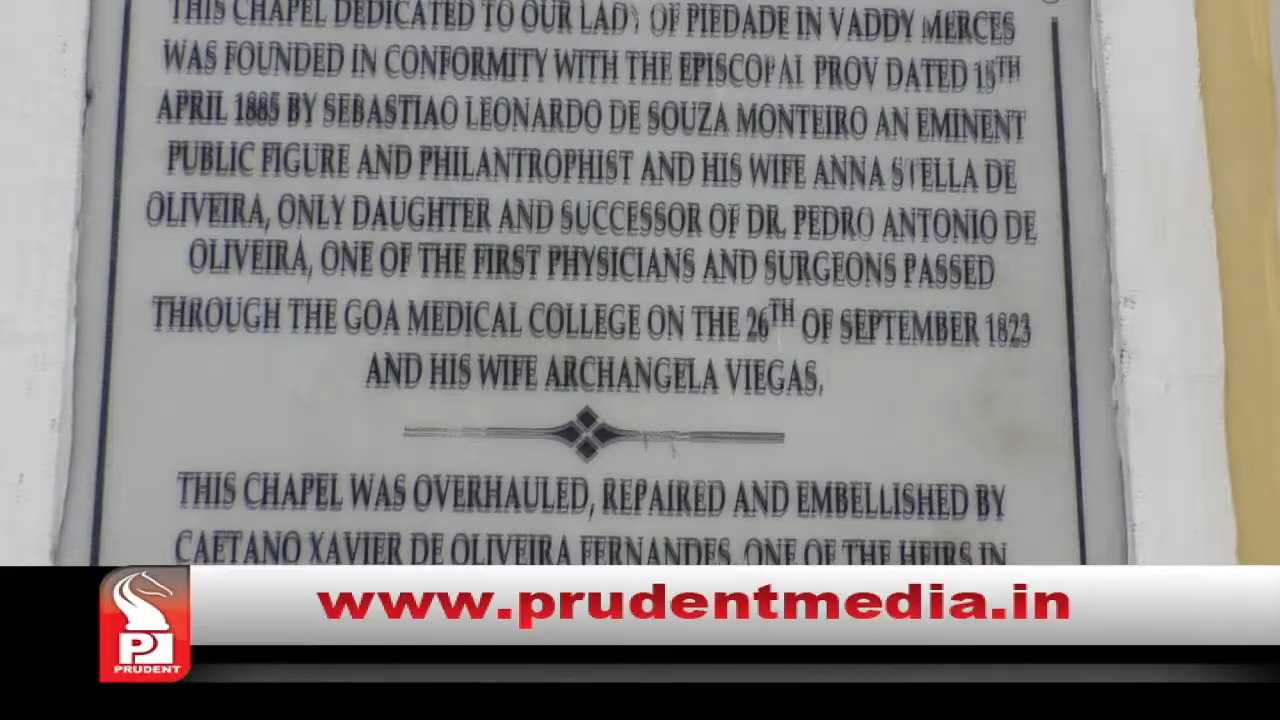 THIS CHAPEL DEDICATED TO OUR LADY OF PIEDADE IN VADDY MERCES
WAS FOUNDED IN CONFORMITY WITH THE EPISCOPAL PROV DATED 15TH
APRIL 1885 BY SEBASTIAO LEONARDO DE SOUZA MONTEIRO AN EMINENT
PUBLIC FIGURE AND PHILANTROPHIST AND HIS WIFE ANNA STELLA DE
OLIVEIRA, ONLY DAUGHTER AND SUCCESSOR OF DR. PEDRO ANTONIO DE
OLIVEIRA, ONE OF THE FIRST PHYSICIANS AND SURGEONS PASSED
THROUGH THE GOA MEDICAL COLLEGE ON THE 26TH OF SEPTEMBER 1823
AND HIS WIFE ARCHANGELA VIEGAS.
THIS CHAPEL WAS OVERHAULED, REPAIRED AND EMBELLISHED BY
CAETANO XAVIER DE OLIVEIRA FERNANDES, ONE OF THE HEIRS IN
www.prudentmedia.in
P
PRUDENT